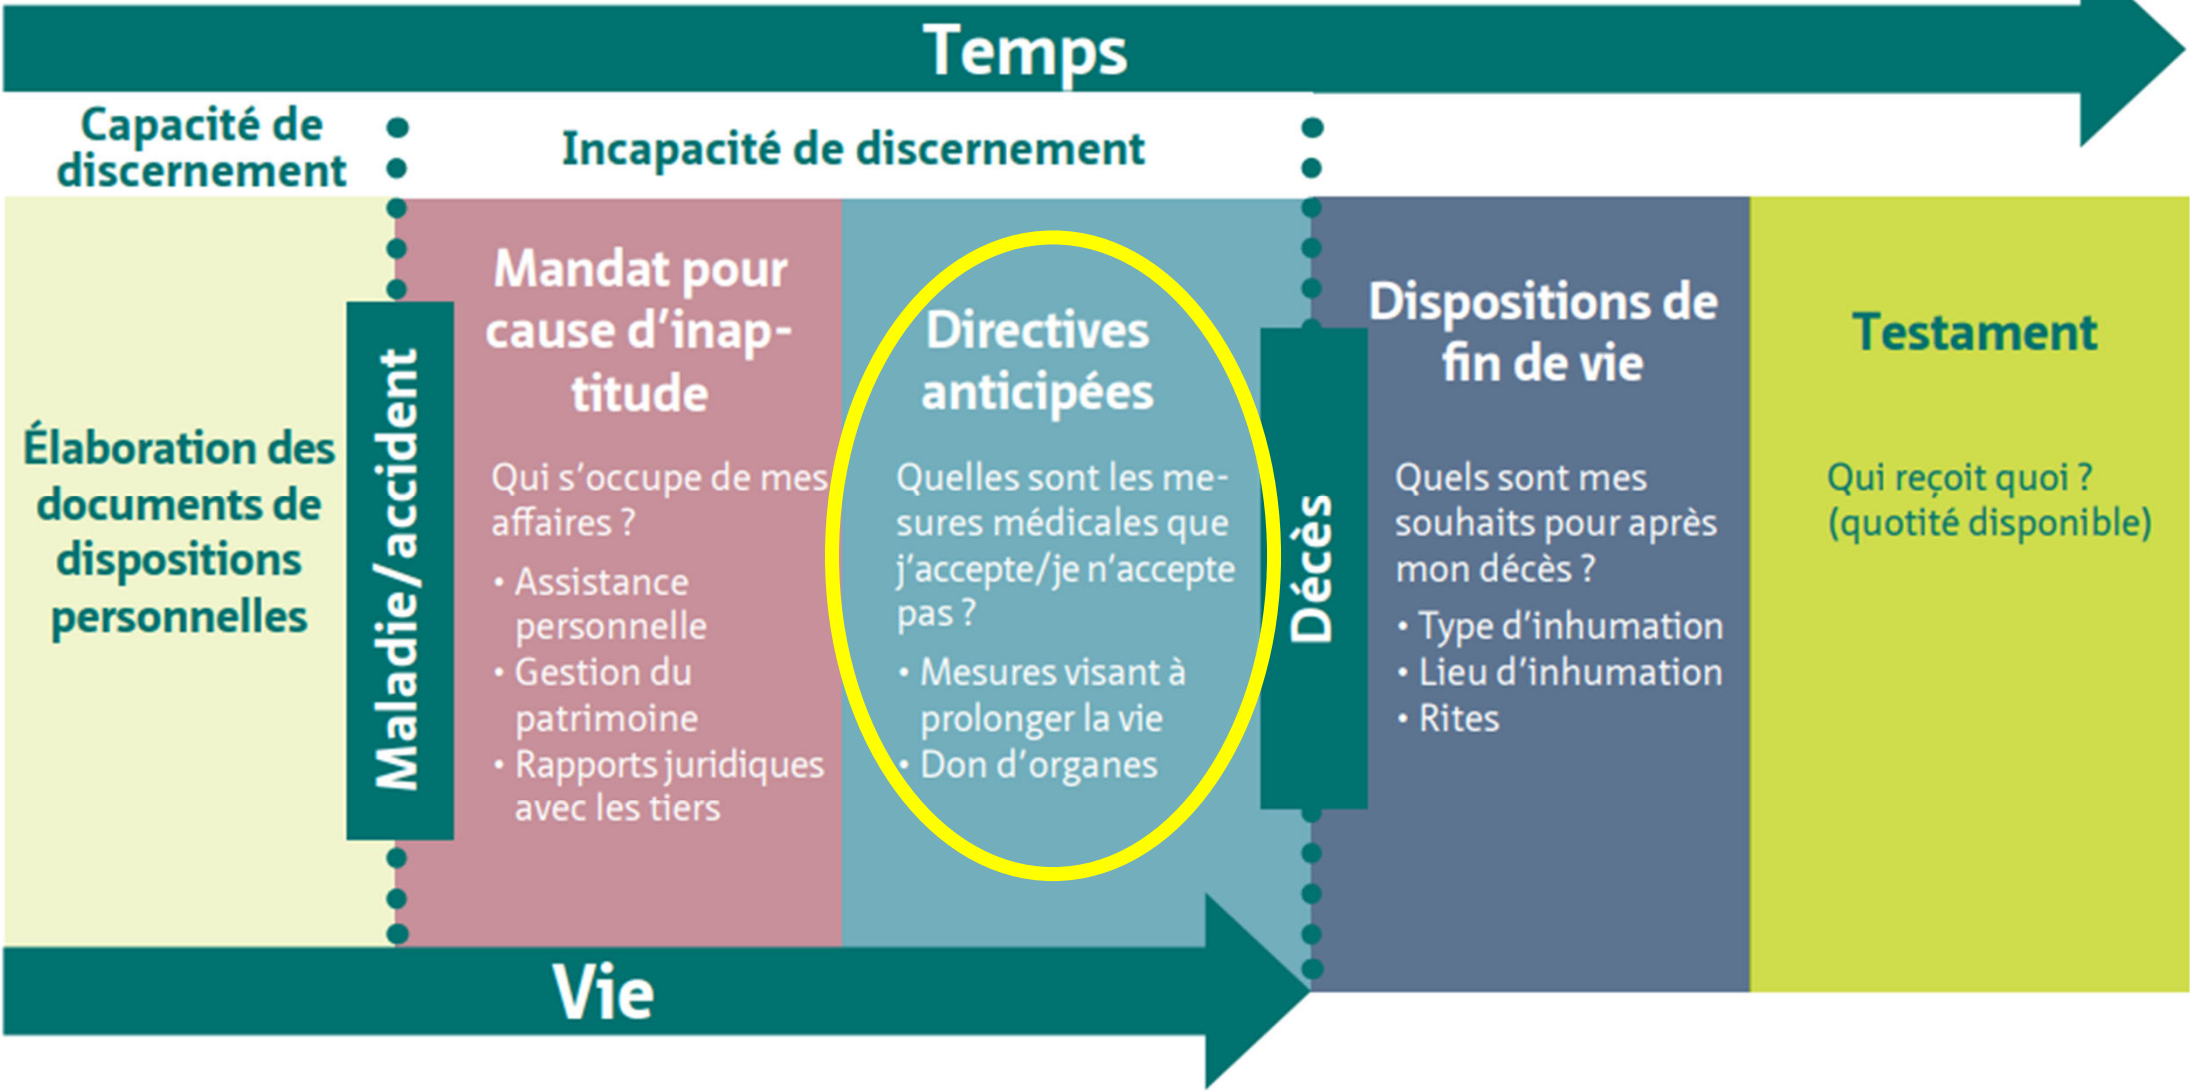 Temps
Capacité de
discernement
Incapacité de discernement
Élaboration des
documents de
dispositions
personnelles
Maladie/accident
Mandat pour
cause d’inap-
titude
Qui s’occupe de mes
affaires ?
• Assistance
personnelle
• Gestion du
patrimoine
• Rapports juridiques
avec les tiers
Directives
anticipées
Quelles sont les me-
sures médicales que
j’accepte/je n’accepte
pas ?
• Mesures visant à
prolonger la vie
• Don d’organes
Décès
Dispositions de
fin de vie
Quels sont mes
souhaits pour après
mon décès ?
• Type d’inhumation
• Lieu d’inhumation
• Rites
Testament
Qui reçoit quoi ?
(quotité disponible)
Vie